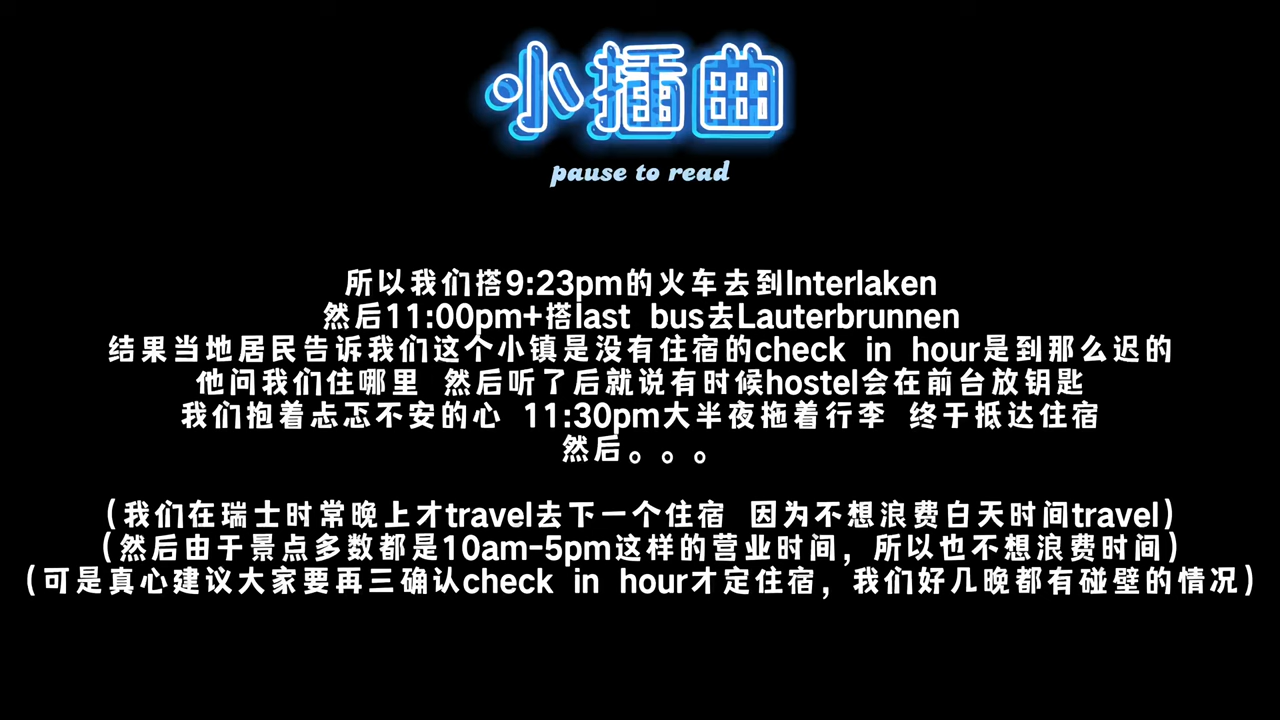 小插曲
pause to read
所以我们搭9:23pm的火车去到Interlaken
然后11:00pm+搭last bus去Lauterbrunnen
结果当地居民告诉我们这个小镇是没有住宿的check in hour是到那么迟的
他问我们住哪里 然后听了后就说有时候hostel会在前台放钥匙
我们抱着忐忑不安的心 11:30pm大半夜拖着行李 终于抵达住宿
然后。。。
（我们在瑞士时常晚上才travel去下一个住宿 因为不想浪费白天时间travel）
（然后由于景点多数都是10am-5pm这样的营业时间，所以也不想浪费时间）
（可是真心建议大家要再三确认check in hour才定住宿，我们好几晚都有碰壁的情况）